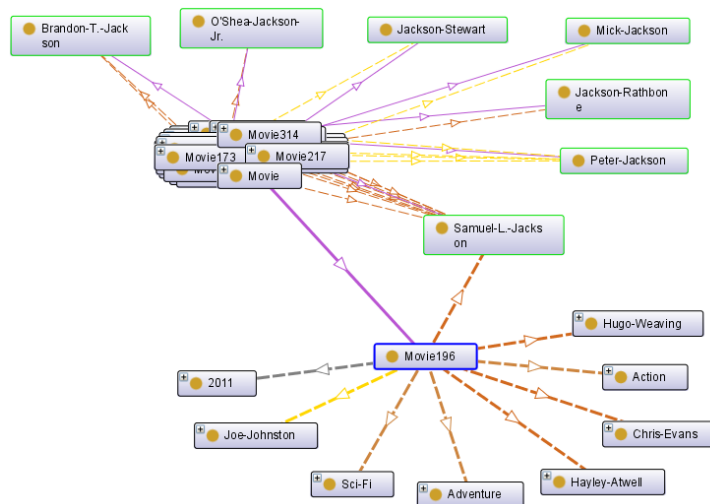 Brandon-T.-Jack
son
O'Shea-Jackson-
Jr.
Jackson-Stewart
Mick-Jackson
Jackson-Rathbon
e
Peter-Jackson
Movie314
Movie173
Movie217
Movie
Samuel-L.-Jacks
on
Hugo-Weaving
Movie196
2011
Action
Joe-Johnston
Chris-Evans
Sci-Fi
Adventure
Hayley-Atwell